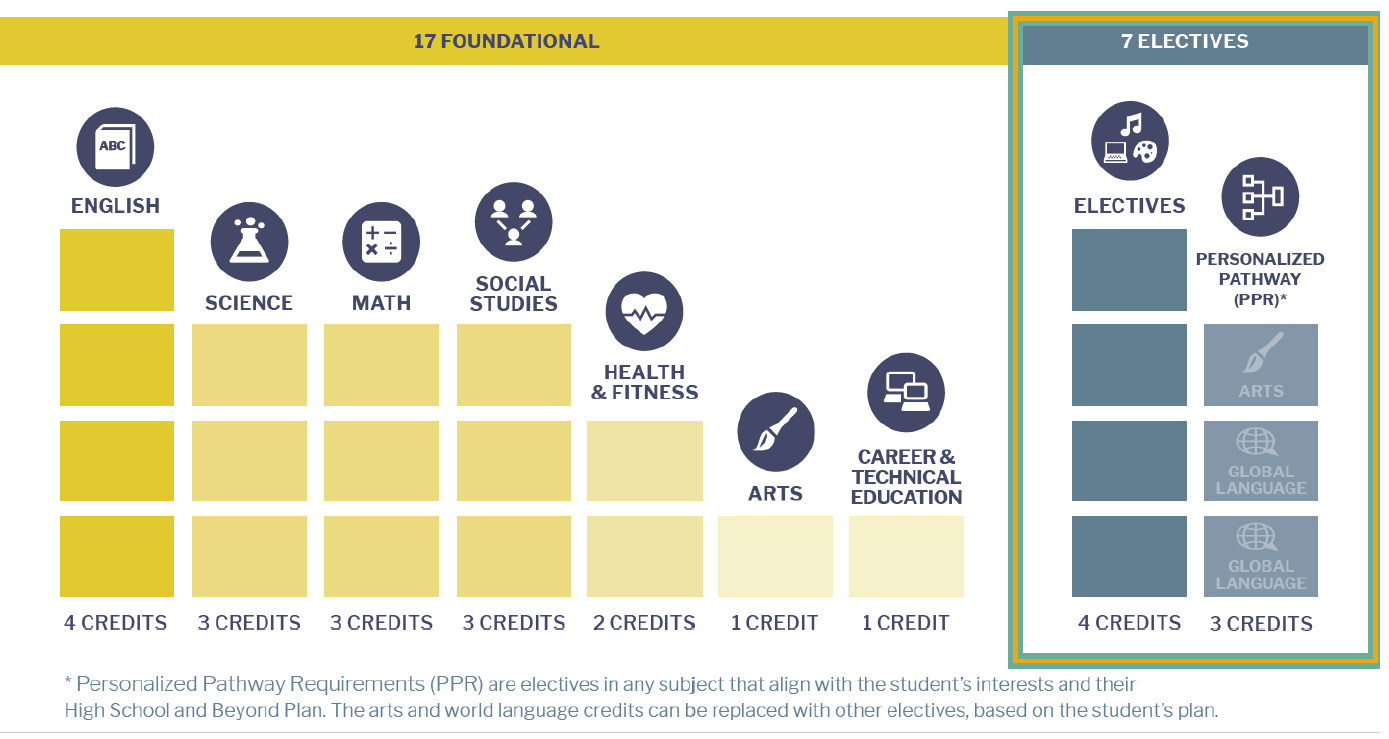 17 FOUNDATIONAL
7 ELECTIVES
ABC
ENGLISH
SCIENCE
MATH
SOCIAL
STUDIES
HEALTH
& FITNESS
ARTS
CAREER &
TECHNICAL
EDUCATION
ELECTIVES
PERSONALIZED
PATHWAY
(PPR)*
ARTS
GLOBAL
LANGUAGE
GLOBAL
LANGUAGE
4 CREDITS
3 CREDITS
3 CREDITS
3 CREDITS
2 CREDITS
1 CREDIT
1 CREDIT
4 CREDITS
3 CREDITS
* Personalized Pathway Requirements (PPR) are electives in any subject that align with the student's interests and their
High School and Beyond Plan. The arts and world language credits can be replaced with other electives, based on the student's plan.